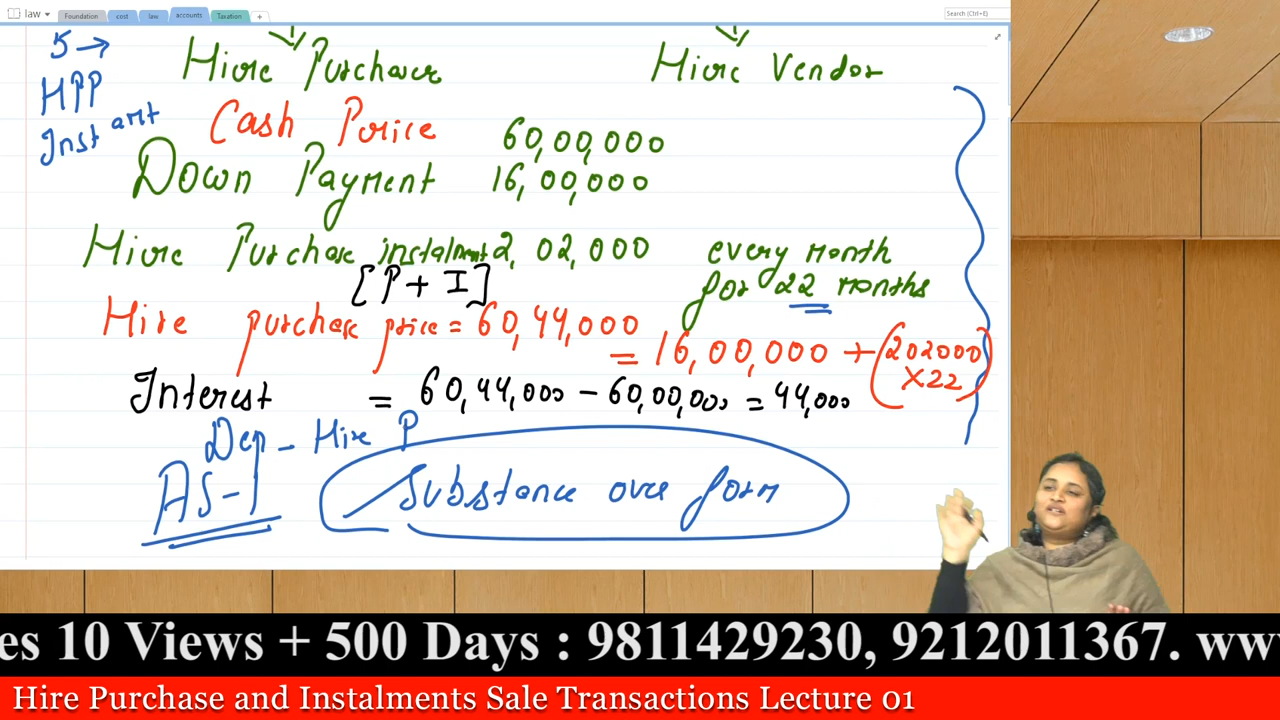 law
Foundation
cost
law
accounts
Taxation
+
Search (Ctrl+E)
5 →
HPP
Inst amt
Hire Purchaser
Hire Vendor
Cash Price 60,00,000
Down Payment 16,00,000
Hire Purchase instalment 2,02,000 every month
for 22 months
[P + I]
Hire purchase price = 60,44,000
= 16,00,000 + (202000
×22)
Interest = 60,44,000 - 60,00,000 = 44,000
Dep - Hire P
AS-1 Substance over form
es 10 Views + 500 Days : 9811429230, 9212011367. ww
Hire Purchase and Instalments Sale Transactions Lecture 01